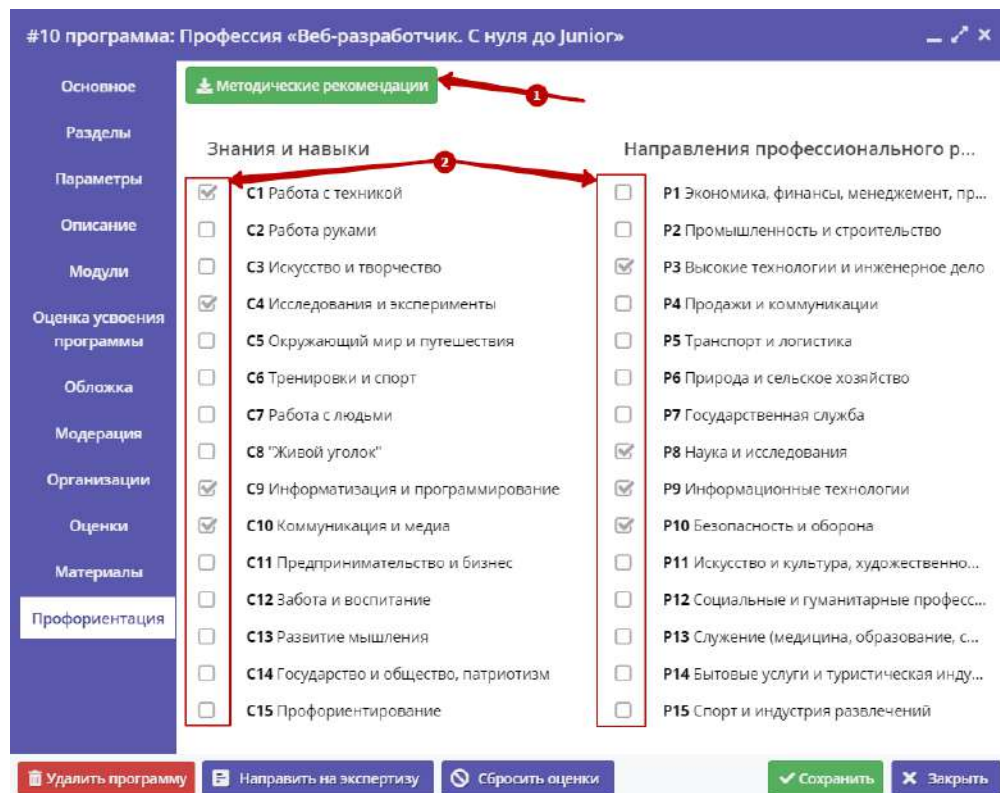 #10 программа: Профессия «Веб-разработчик. С нуля до Junior»
Основное
Разделы
Параметры
Описание
Модули
Оценка усвоения
программы
Обложка
Модерация
Организации
Оценки
Материалы
Профориентация
Методические рекомендации
1
2
Знания и навыки
C1 Работа с техникой
C2 Работа руками
C3 Искусство и творчество
C4 Исследования и эксперименты
C5 Окружающий мир и путешествия
C6 Тренировки и спорт
C7 Работа с людьми
C8 "Живой уголок"
C9 Информатизация и программирование
C10 Коммуникация и медиа
C11 Предпринимательство и бизнес
C12 Забота и воспитание
C13 Развитие мышления
C14 Государство и общество, патриотизм
C15 Профориентирование
Направления профессионального р...
P1 Экономика, финансы, менеджемент, пр...
P2 Промышленность и строительство
P3 Высокие технологии и инженерное дело
P4 Продажи и коммуникации
P5 Транспорт и логистика
P6 Природа и сельское хозяйство
P7 Государственная служба
P8 Наука и исследования
P9 Информационные технологии
P10 Безопасность и оборона
P11 Искусство и культура, художественно...
P12 Социальные и гуманитарные професс...
P13 Служение (медицина, образование, с...
P14 Бытовые услуги и туристическая инду...
P15 Спорт и индустрия развлечений
Удалить программу
Направить на экспертизу
Сбросить оценки
Сохранить
Закрыть